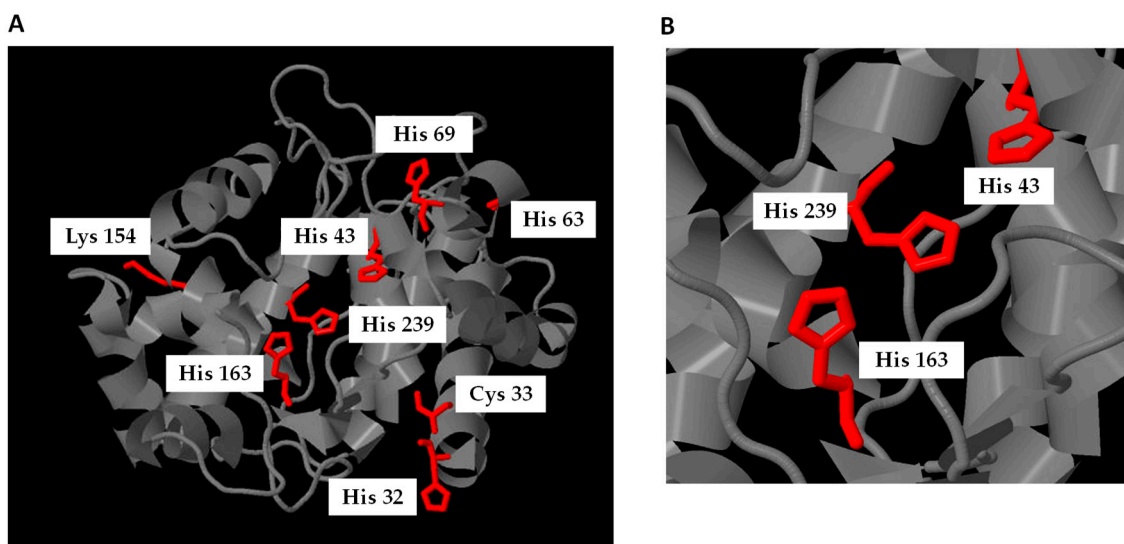 A
His 69
Lys 154
His 43
His 63
His 239
His 163
Cys 33
His 32
B
His 43
His 239
His 163